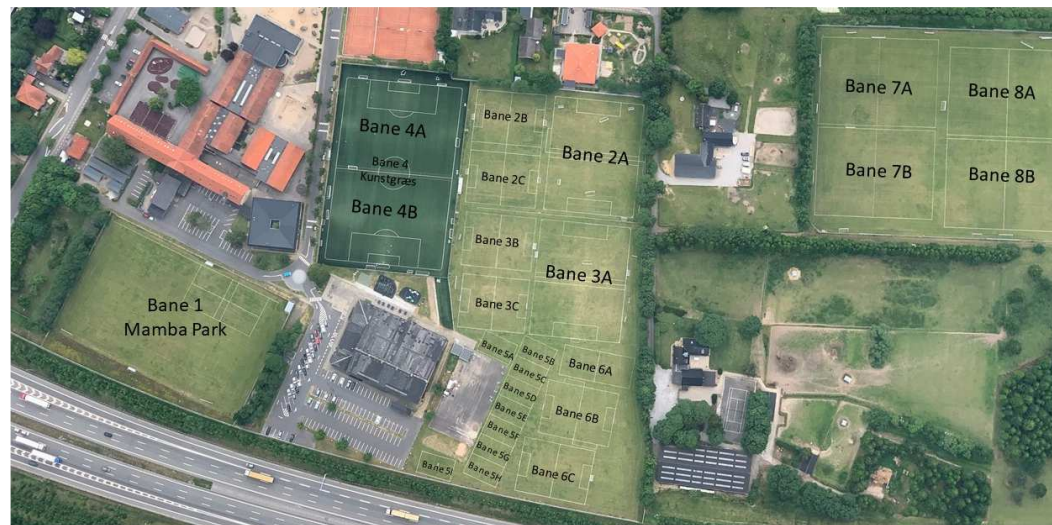 Bane 7A
Bane 8A
Bane 4A
Bane 2B
Bane 2A
Bane 4
Kunstgræs
Bane 2C
Bane 7B
Bane 8B
Bane 4B
Bane 3B
Bane 3A
Bane 3C
Bane 1
Mamba Park
Bane 5A
Bane 5B
Bane 6A
Bane 5C
Bane 5D
Bane 5E
Bane 6B
Bane 5F
Bane 5G
Bane 5I
Bane 5H
Bane 6C